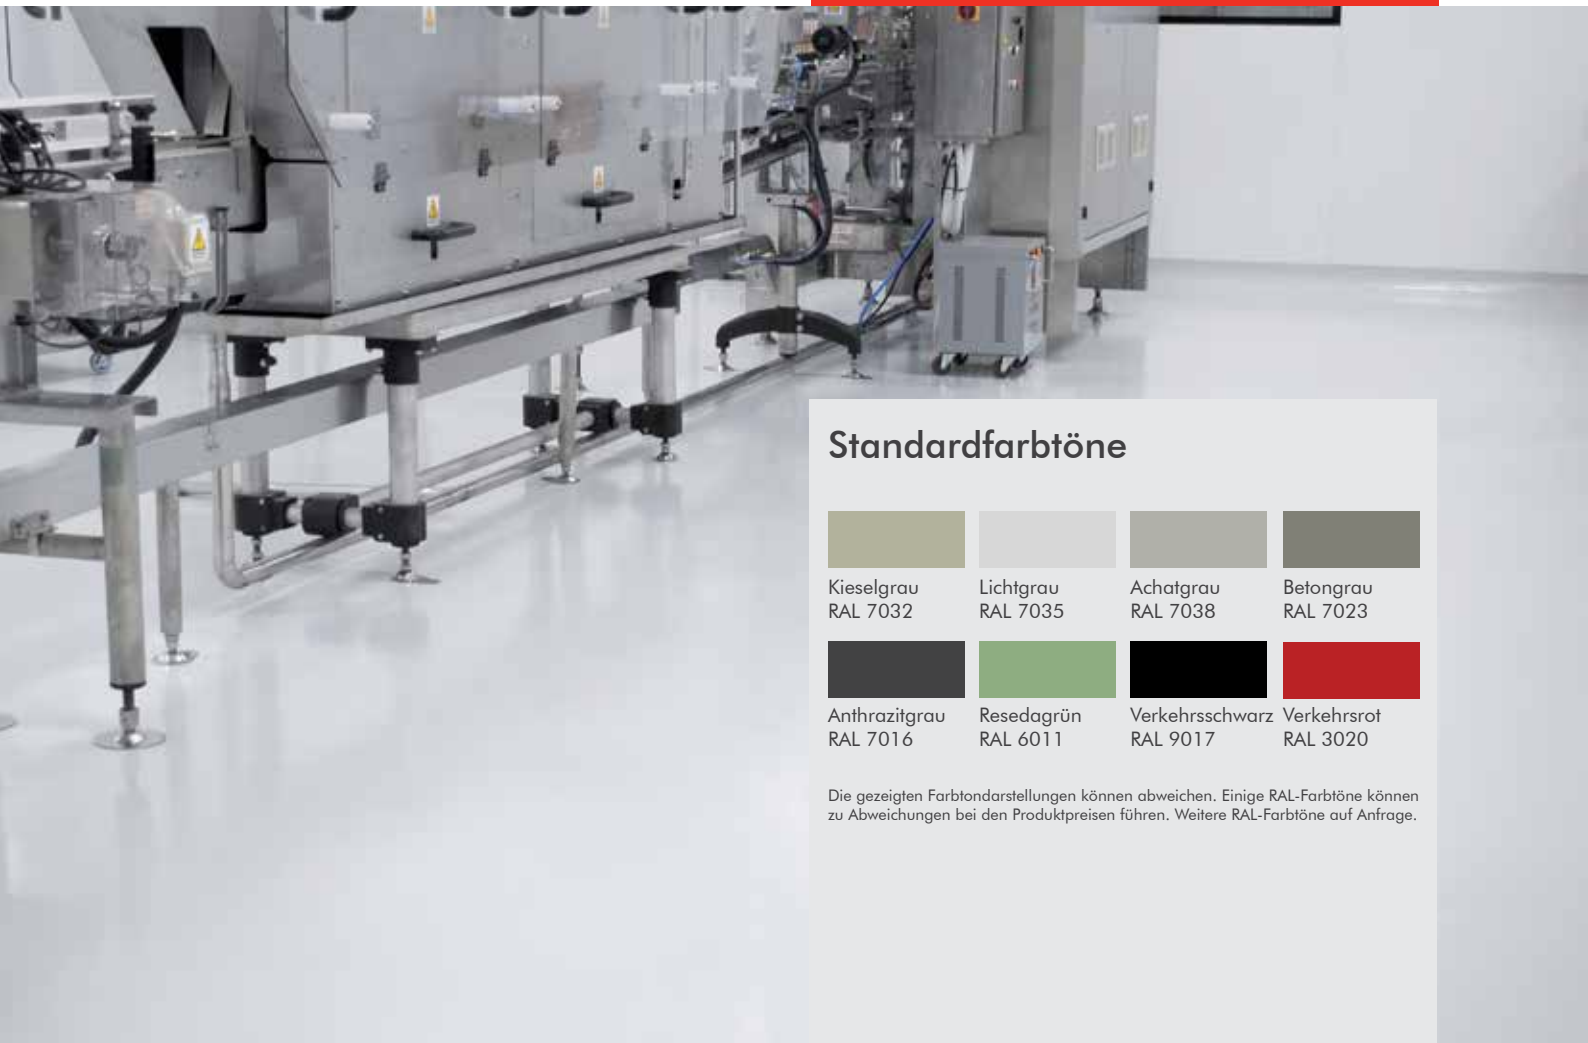 Standardfarbtöne
Kieselgrau Lichtgrau Achatgrau Betongrau
RAL 7032 RAL 7035 RAL 7038 RAL 7023
Anthrazitgrau Resedagrün Verkehrsschwarz Verkehrsrot
RAL 7016 RAL 6011 RAL 9017 RAL 3020
Die gezeigten Farbtondarstellungen können abweichen. Einige RAL-Farbtöne können
zu Abweichungen bei den Produktpreisen führen. Weitere RAL-Farbtöne auf Anfrage.